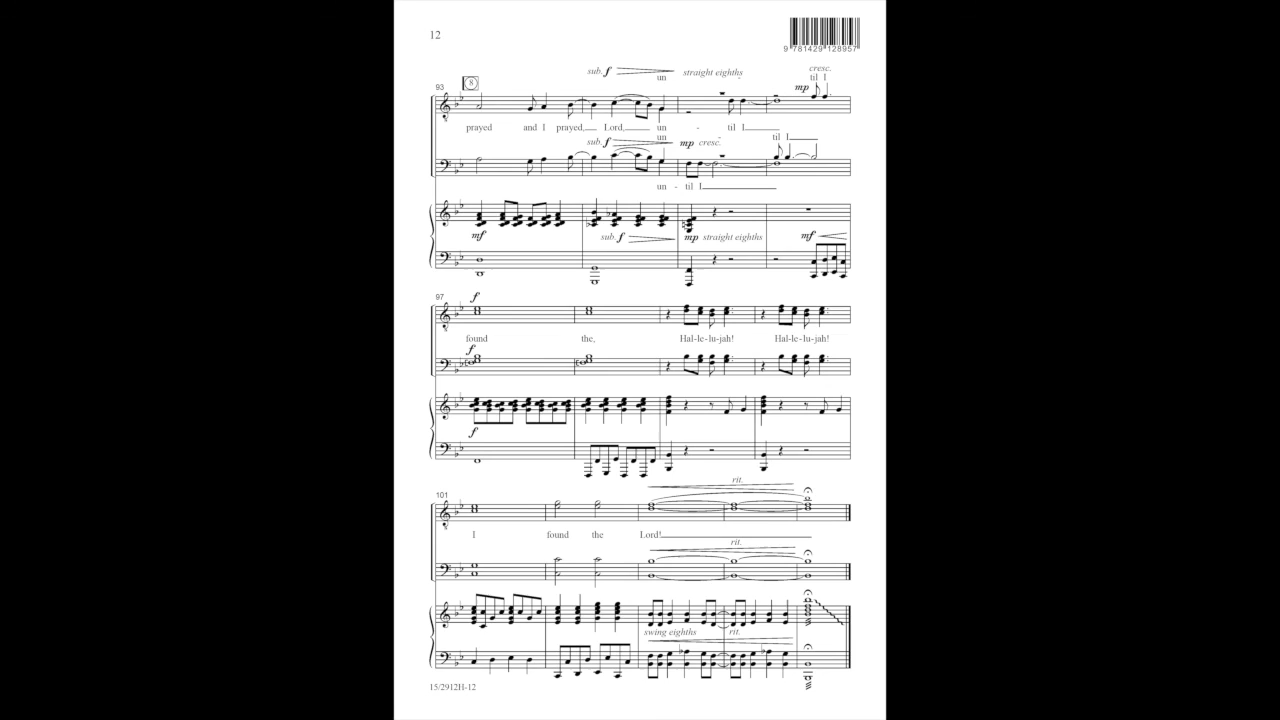 12
9 781429 128957
sub. f un straight eighths cresc. til I
93 8 mp
prayed and I prayed, Lord, un - til I
sub. f un - mp cresc. til I
un - til I
mf sub. f mp straight eighths mf
97 f
found the, Hal-le-lu-jah! Hal-le-lu-jah!
f
f
rit.
101
I found the Lord!
rit.
swing eighths rit.
15/2912H-12